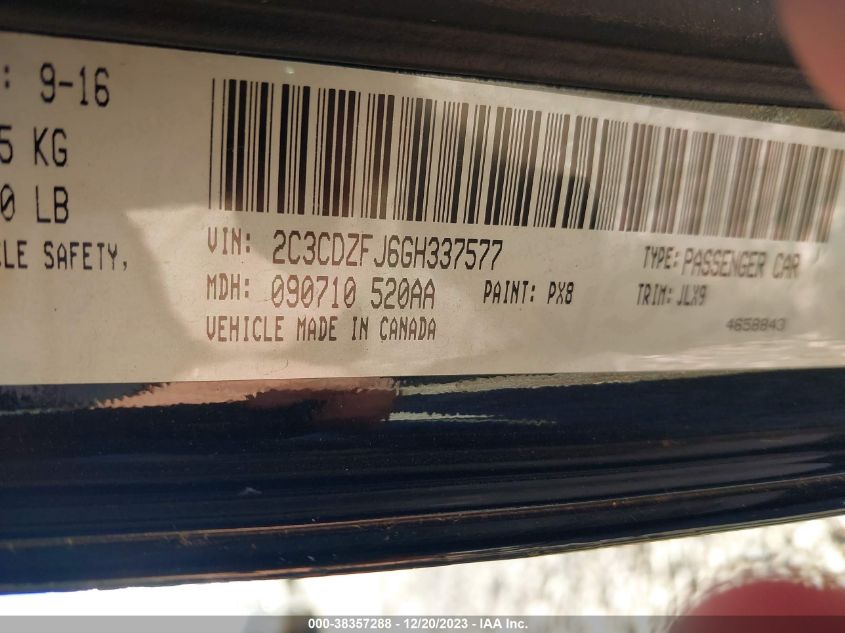 : 9-16
5 KG
0 LB
CLE SAFETY,
VIN: 2C3CDZFJ6GH337577
TYPE: PASSENGER CAR
MDH: 090710 520AA
PAINT: PX8
TRIM: JLX9
VEHICLE MADE IN CANADA
4658843
000-38357288 - 12/20/2023 - IAA Inc.